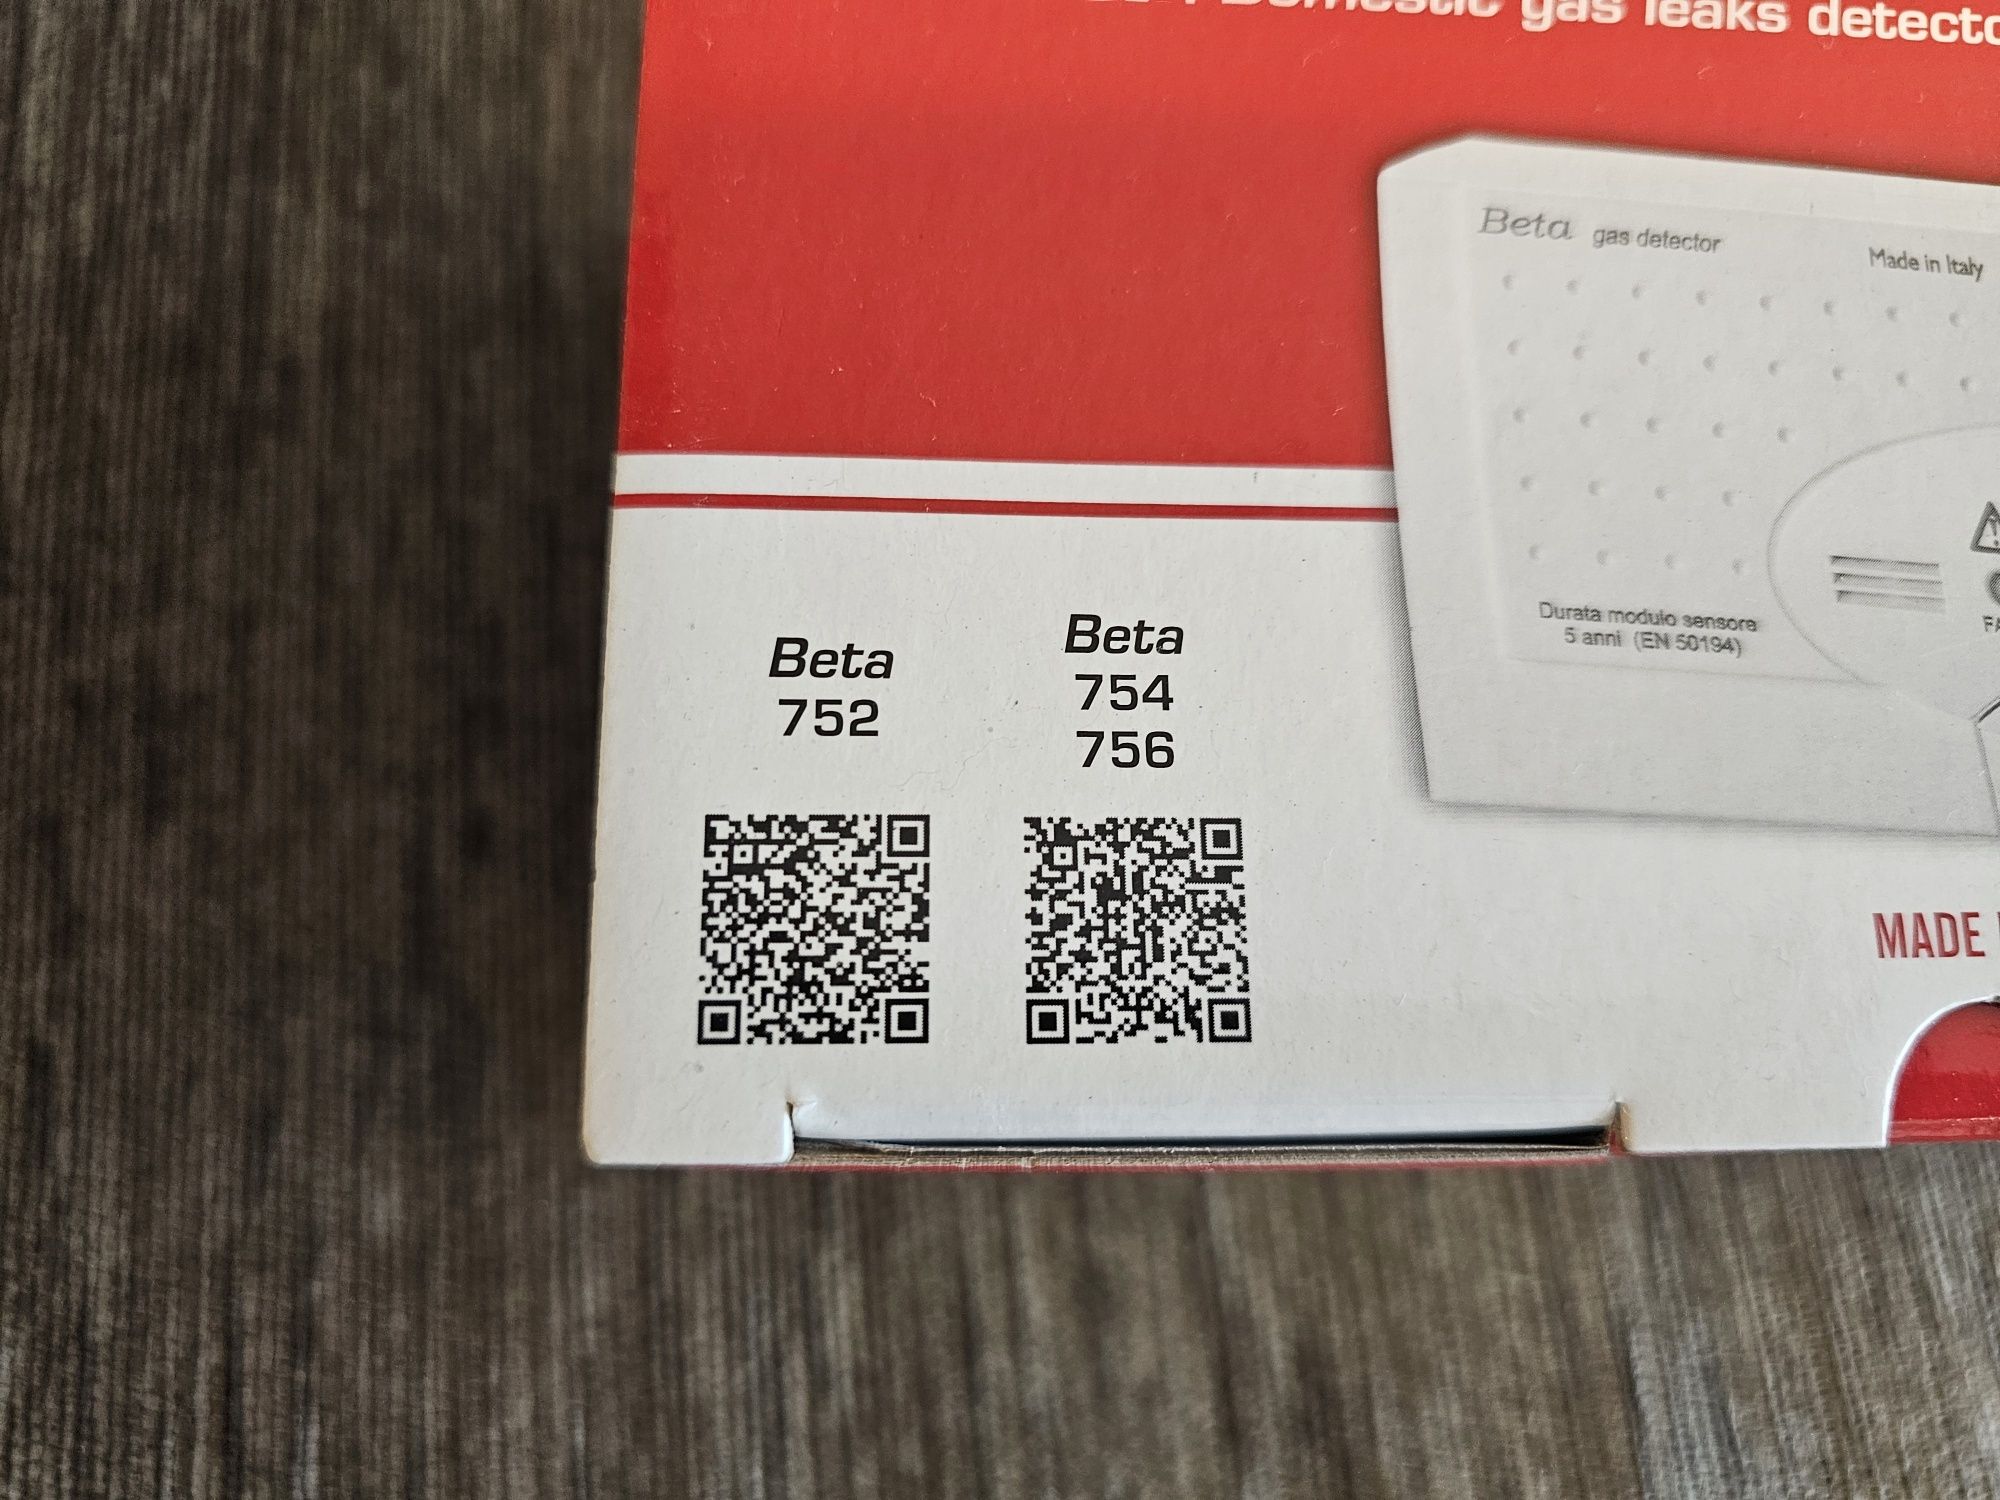 Domestic gas leaks detecto
Beta gas detector
Made in Italy
Durata modulo sensore
5 anni (EN 50194)
FA
Beta
752
Beta
754
756
MADE